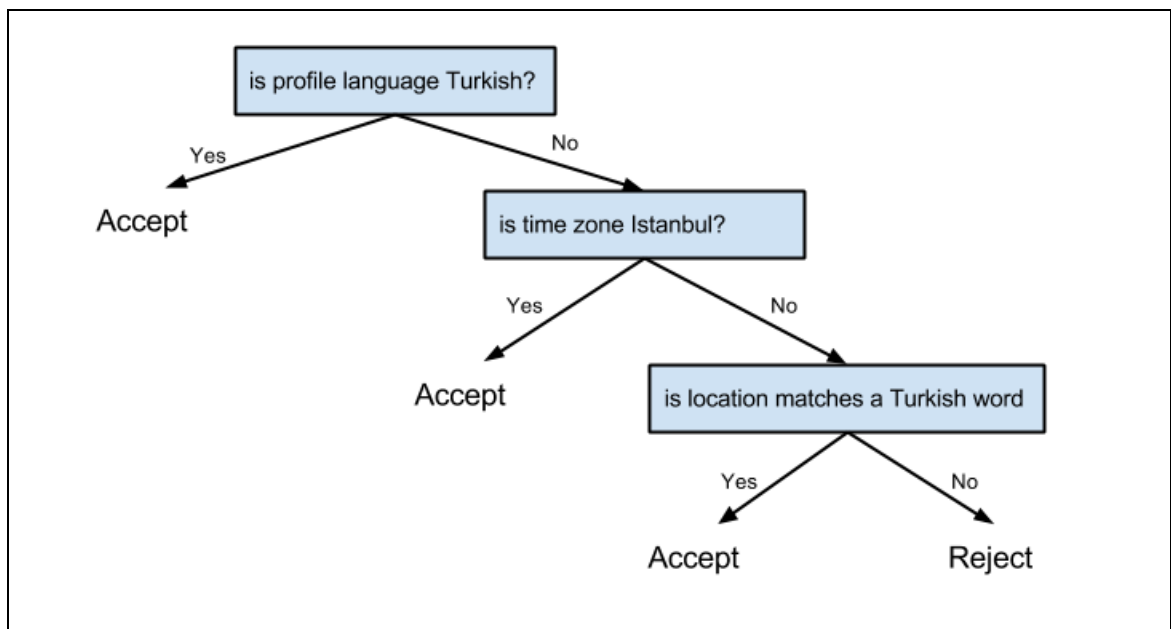 is profile language Turkish?
Yes
No
Accept
is time zone Istanbul?
Yes
No
Accept
is location matches a Turkish word
Yes
No
Accept
Reject